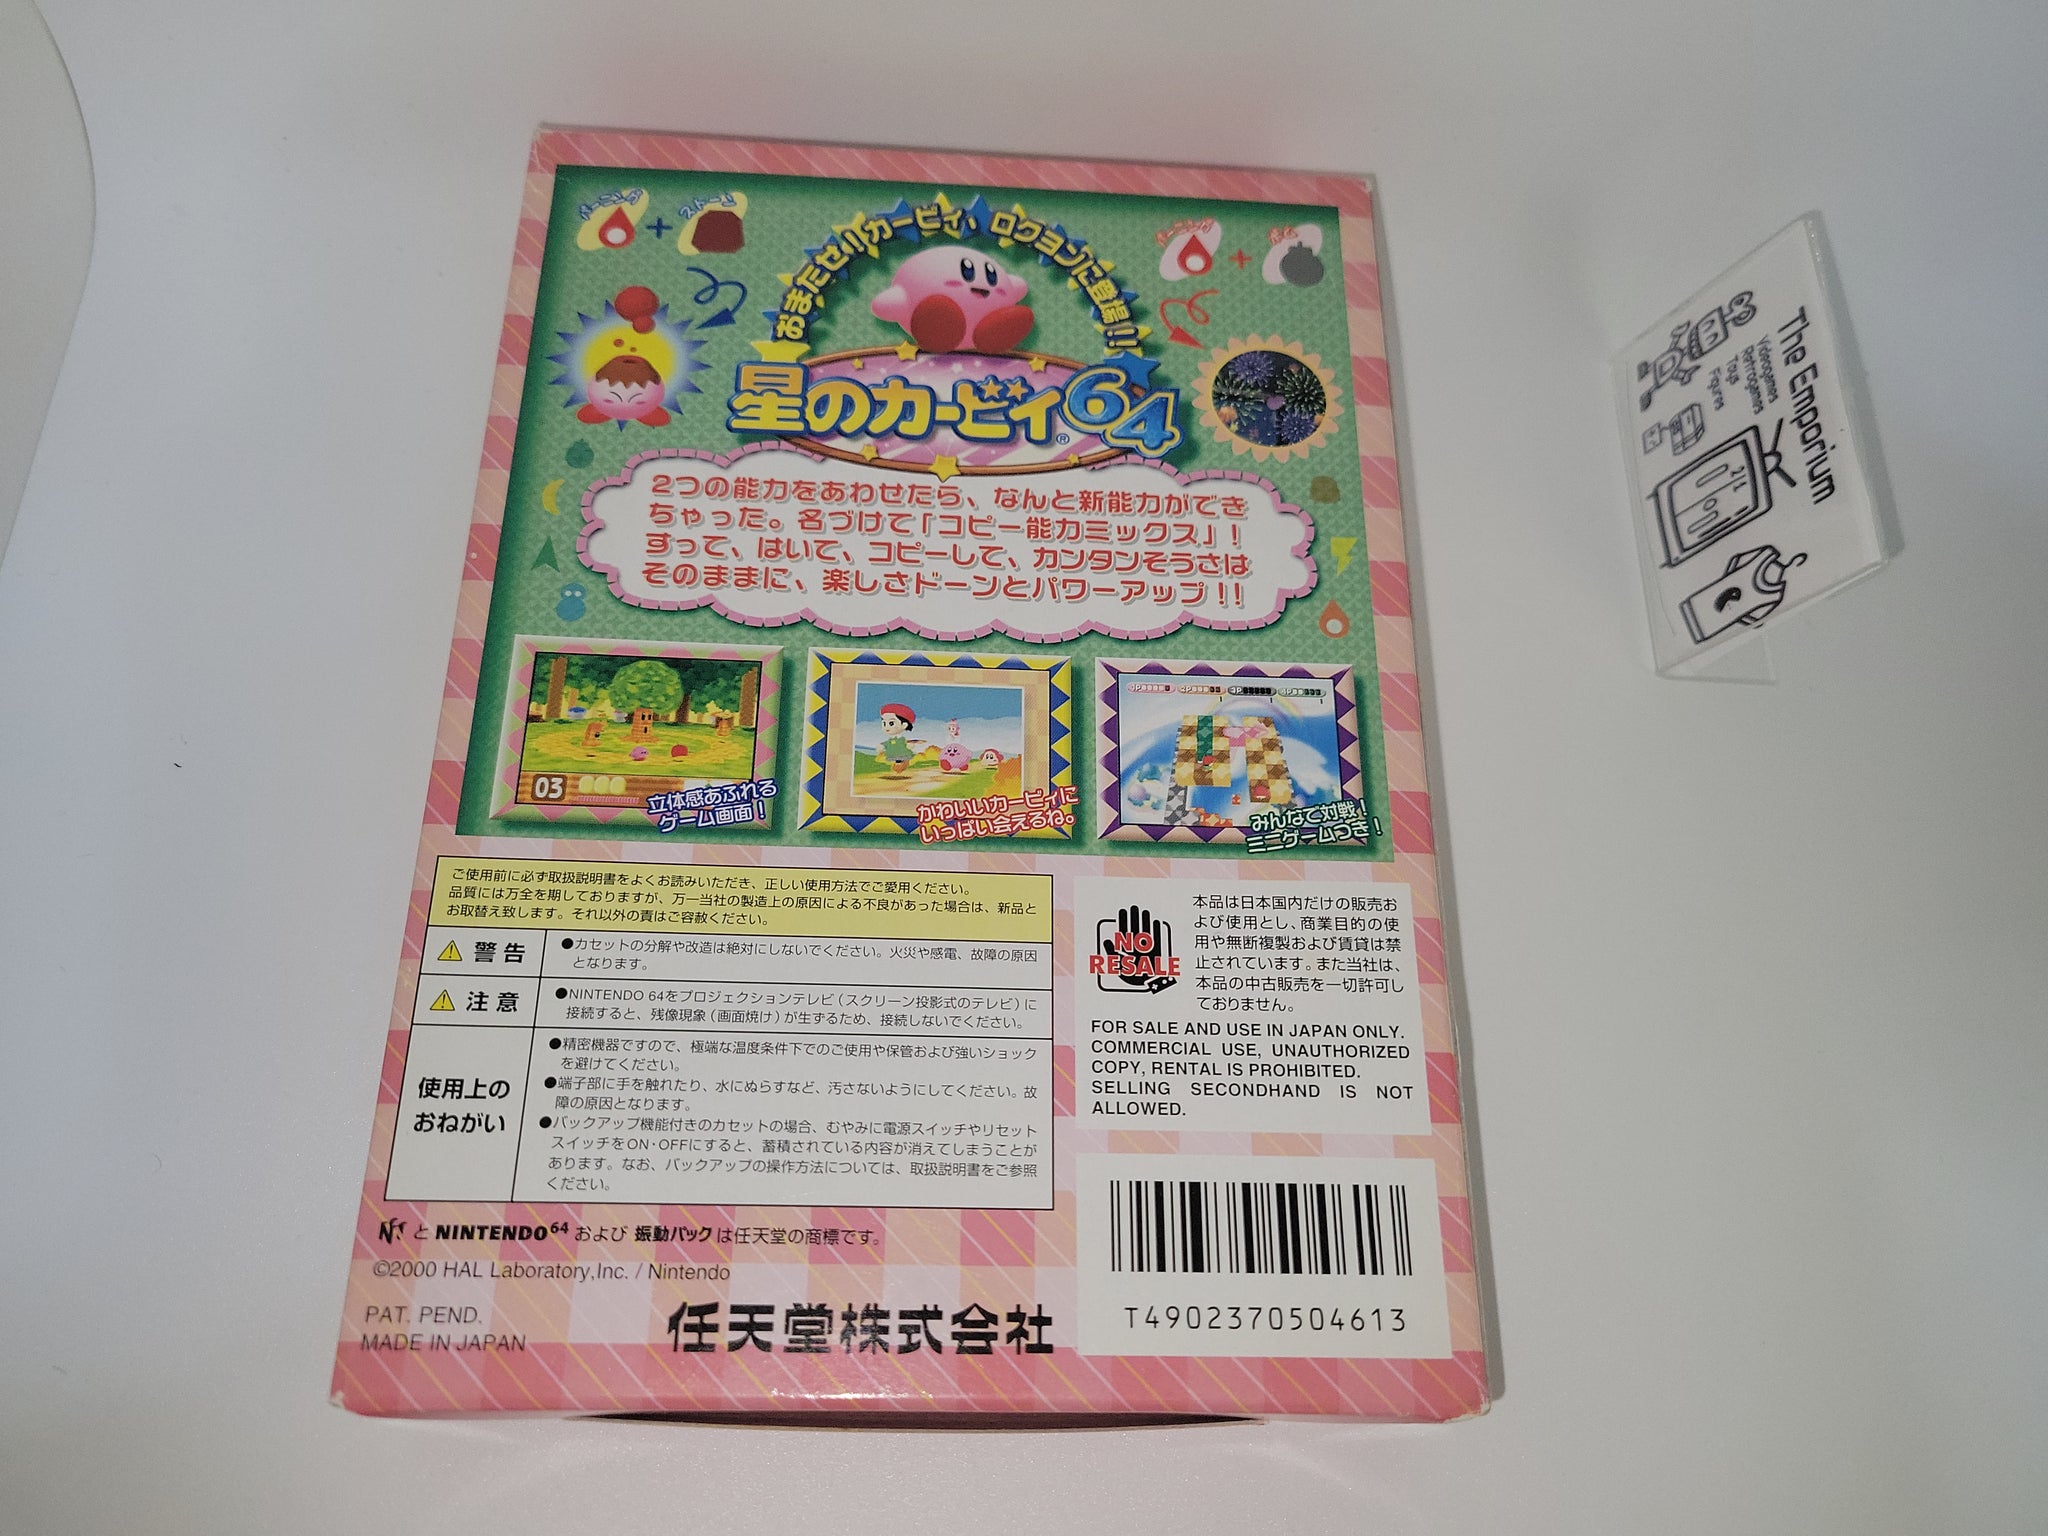 バーニング
+
ストーン
バーニング
+
ボム
おまたせ!!カービィ、ロクヨンに登場!!
星のカービィ64
®
2つの能力をあわせたら、なんと新能力ができ
ちゃった。名づけて「コピー能力ミックス」!
すって、はいて、コピーして、カンタンそうさは
そのままに、楽しさドーンとパワーアップ!!
03
立体感あふれる
ゲーム画面!
かわいいカービィに
いっぱい会えるね。
みんなで対戦!
ミニゲームつき!
ご使用前に必ず取扱説明書をよくお読みいただき、正しい使用方法でご愛用ください。
品質には万全を期しておりますが、万一当社の製造上の原因による不良があった場合は、新品と
お取替え致します。それ以外の責はご容赦ください。
警告
●カセットの分解や改造は絶対にしないでください。火災や感電、故障の原因
となります。
注意
●NINTENDO 64をプロジェクションテレビ(スクリーン投影式のテレビ)に
接続すると、残像現象(画面焼け)が生ずるため、接続しないでください。
使用上の
おねがい
●精密機器ですので、極端な温度条件下でのご使用や保管および強いショック
を避けてください。
●端子部に手を触れたり、水にぬらすなど、汚さないようにしてください。故
障の原因となります。
●バックアップ機能付きのカセットの場合、むやみに電源スイッチやリセット
スイッチをON・OFFにすると、蓄積されている内容が消えてしまうことが
あります。なお、バックアップの操作方法については、取扱説明書をご参照
ください。
と NINTENDO64 および 振動パック は任天堂の商標です。
©2000 HAL Laboratory,Inc. / Nintendo
PAT. PEND.
MADE IN JAPAN
任天堂株式会社
NO
RESALE
本品は日本国内だけの販売お
よび使用とし、商業目的の使
用や無断複製および賃貸は禁
止されています。また当社は、
本品の中古販売を一切許可し
ておりません。
FOR SALE AND USE IN JAPAN ONLY.
COMMERCIAL USE, UNAUTHORIZED
COPY, RENTAL IS PROHIBITED.
SELLING SECONDHAND IS NOT
ALLOWED.
T4902370504613
The Emporium
Videogames
Retrogames
Toys
Figures